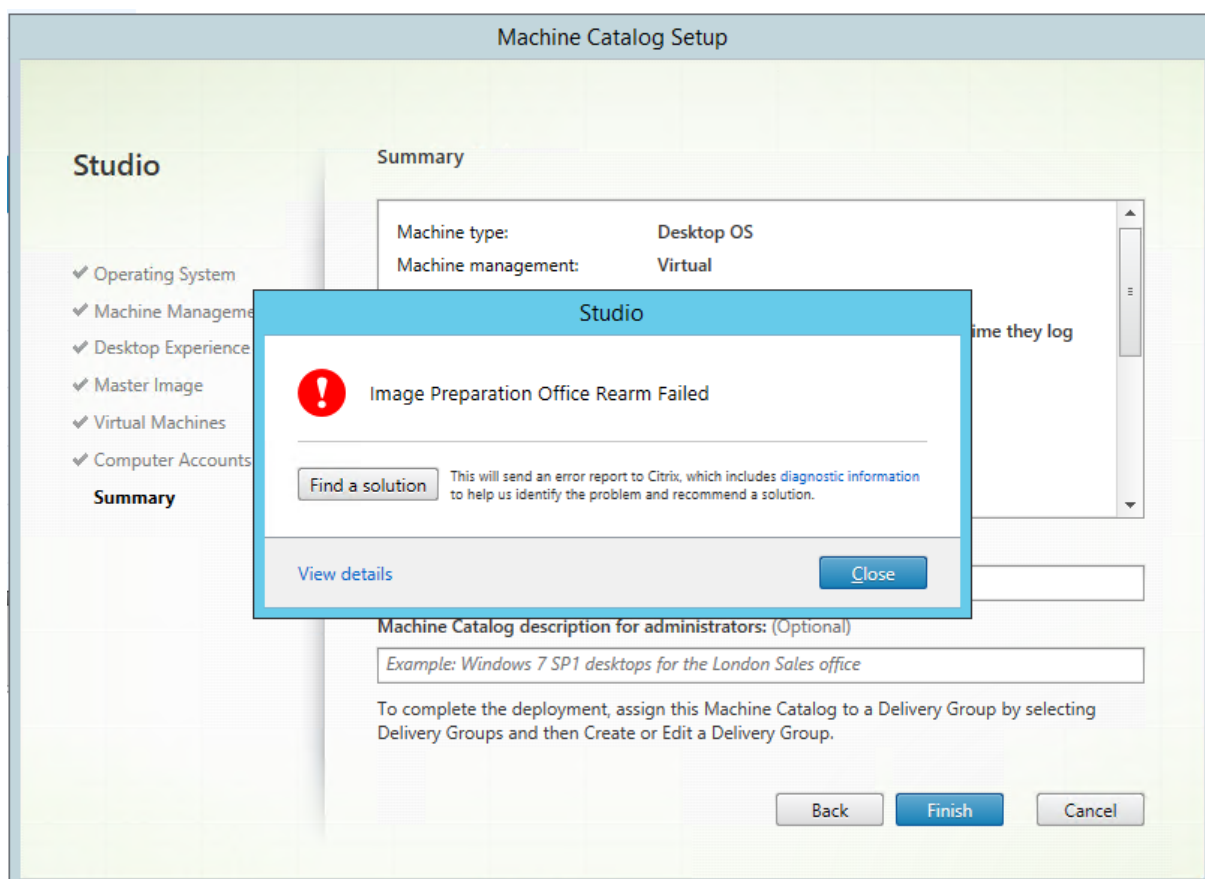 Machine Catalog Setup
Studio
Operating System
Machine Manageme
Desktop Experience
Master Image
Virtual Machines
Computer Accounts
Summary
Summary
Machine type: Desktop OS
Machine management: Virtual
ime they log
Studio
Image Preparation Office Rearm Failed
Find a solution
This will send an error report to Citrix, which includes diagnostic information
to help us identify the problem and recommend a solution.
View details
Close
Machine Catalog description for administrators: (Optional)
Example: Windows 7 SP1 desktops for the London Sales office
To complete the deployment, assign this Machine Catalog to a Delivery Group by selecting
Delivery Groups and then Create or Edit a Delivery Group.
Back
Finish
Cancel